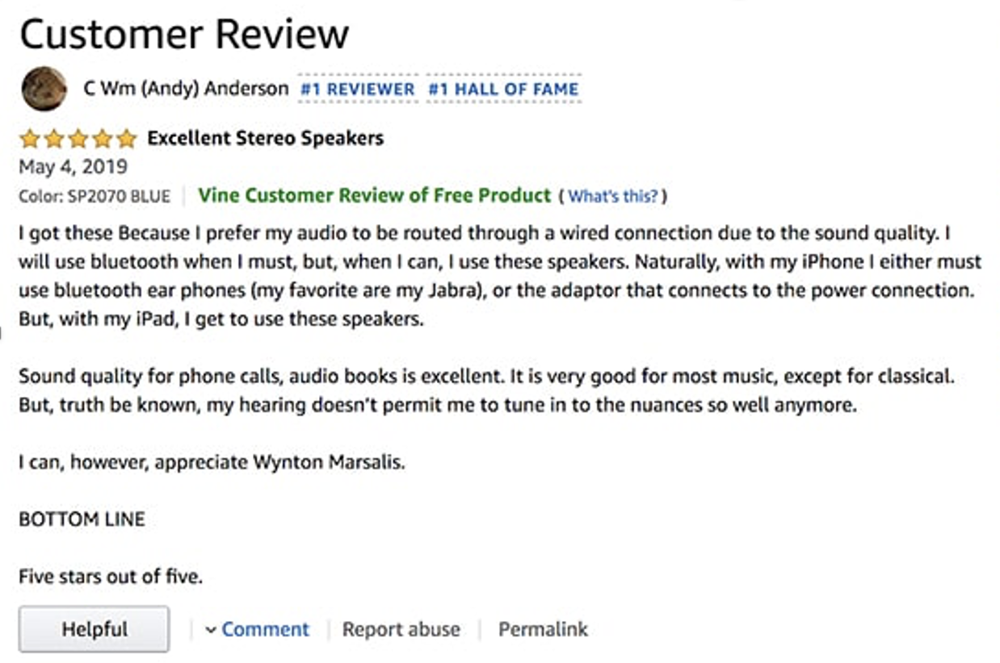 Customer Review
C Wm (Andy) Anderson #1 REVIEWER #1 HALL OF FAME
Excellent Stereo Speakers
May 4, 2019
Color: SP2070 BLUE | Vine Customer Review of Free Product ( What's this? )
I got these Because I prefer my audio to be routed through a wired connection due to the sound quality. I
will use bluetooth when I must, but, when I can, I use these speakers. Naturally, with my iPhone I either must
use bluetooth ear phones (my favorite are my Jabra), or the adaptor that connects to the power connection.
But, with my iPad, I get to use these speakers.
Sound quality for phone calls, audio books is excellent. It is very good for most music, except for classical.
But, truth be known, my hearing doesn't permit me to tune in to the nuances so well anymore.
I can, however, appreciate Wynton Marsalis.
BOTTOM LINE
Five stars out of five.
Helpful | Comment | Report abuse | Permalink